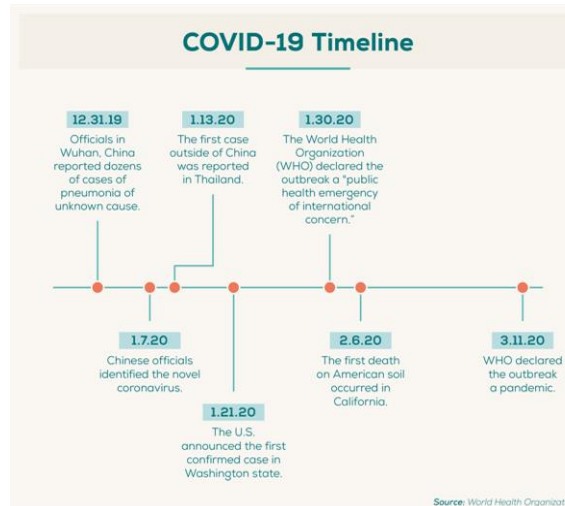 COVID-19 Timeline
12.31.19
Officials in
Wuhan, China
reported dozens
of cases of
pneumonia of
unknown cause.
1.13.20
The first case
outside of China
was reported
in Thailand.
1.30.20
The World Health
Organization
(WHO) declared the
outbreak a "public
health emergency
of international
concern."
1.7.20
Chinese officials
identified the novel
coronavirus.
1.21.20
The U.S.
announced the first
confirmed case in
Washington state.
2.6.20
The first death
on American soil
occurred in
California.
3.11.20
WHO declared
the outbreak
a pandemic.
Source: World Health Organizat